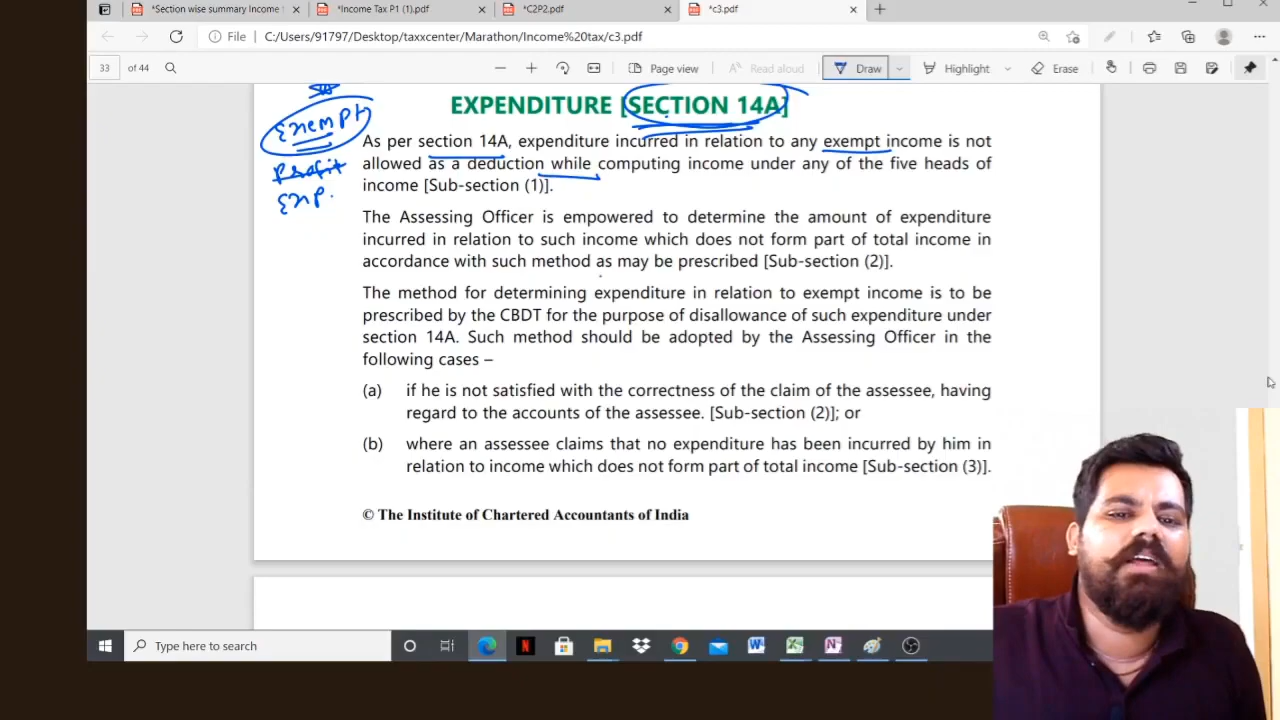 *Section wise summary Income t
*Income Tax P1 (1).pdf
*C2P2.pdf
*c3.pdf
File
C:/Users/91797/Desktop/taxxcenter/Marathon/Income%20tax/c3.pdf
33 of 44
Page view
Read aloud
Draw
Highlight
Erase
EXPENDITURE [SECTION 14A]
Exempt
Profit
Exp.
As per section 14A, expenditure incurred in relation to any exempt income is not
allowed as a deduction while computing income under any of the five heads of
income [Sub-section (1)].
The Assessing Officer is empowered to determine the amount of expenditure
incurred in relation to such income which does not form part of total income in
accordance with such method as may be prescribed [Sub-section (2)].
The method for determining expenditure in relation to exempt income is to be
prescribed by the CBDT for the purpose of disallowance of such expenditure under
section 14A. Such method should be adopted by the Assessing Officer in the
following cases –
(a) if he is not satisfied with the correctness of the claim of the assessee, having
regard to the accounts of the assessee. [Sub-section (2)]; or
(b) where an assessee claims that no expenditure has been incurred by him in
relation to income which does not form part of total income [Sub-section (3)].
© The Institute of Chartered Accountants of India
Type here to search